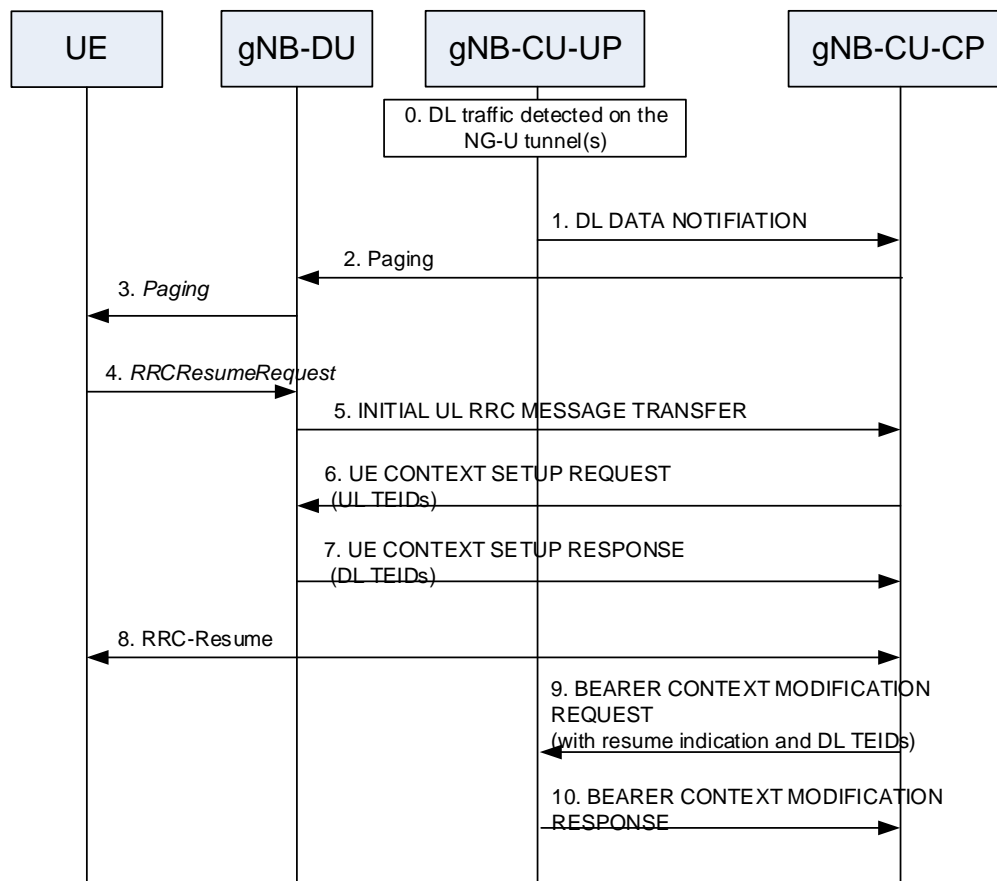 UE
gNB-DU
gNB-CU-UP
gNB-CU-CP
0. DL traffic detected on the
NG-U tunnel(s)
1. DL DATA NOTIFIATION
2. Paging
3. Paging
4. RRCResumeRequest
5. INITIAL UL RRC MESSAGE TRANSFER
6. UE CONTEXT SETUP REQUEST
(UL TEIDs)
7. UE CONTEXT SETUP RESPONSE
(DL TEIDs)
8. RRC-Resume
9. BEARER CONTEXT MODIFICATION
REQUEST
(with resume indication and DL TEIDs)
10. BEARER CONTEXT MODIFICATION
RESPONSE